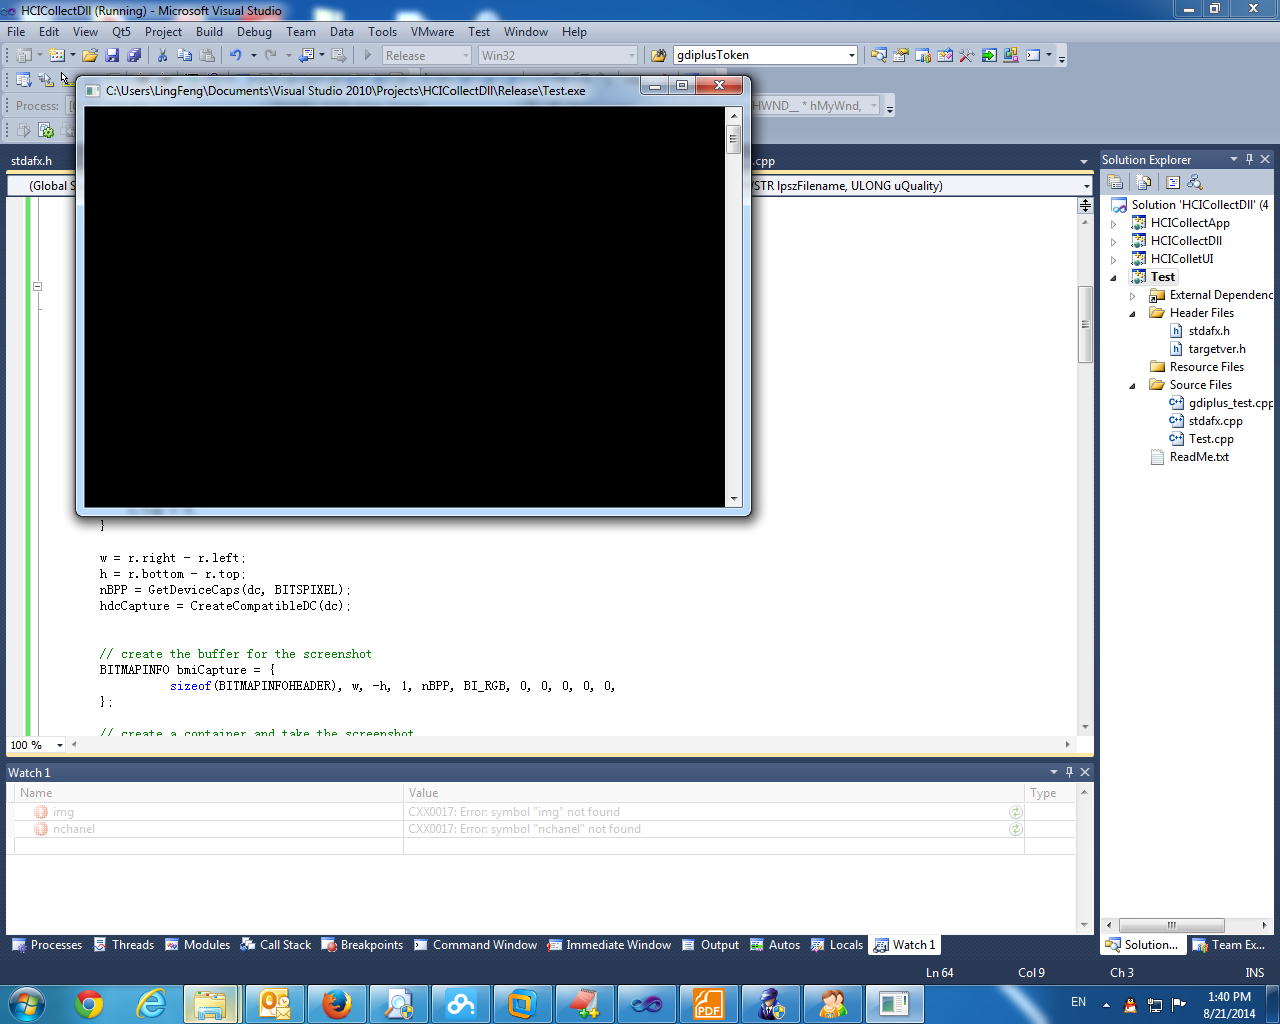 HCICollectDll (Running) - Microsoft Visual Studio
File Edit View Qt5 Project Build Debug Team Data Tools VMware Test Window Help
Release Win32 gdiplusToken
C:\Users\LingFeng\Documents\Visual Studio 2010\Projects\HCICollectDll\Release\Test.exe
Process: HWND__ * hMyWnd,
stdafx.h .cpp
(Global S STR lpszFilename, ULONG uQuality)
}
w = r.right - r.left;
h = r.bottom - r.top;
nBPP = GetDeviceCaps(dc, BITSPIXEL);
hdcCapture = CreateCompatibleDC(dc);
// create the buffer for the screenshot
BITMAPINFO bmiCapture = {
sizeof(BITMAPINFOHEADER), w, -h, 1, nBPP, BI_RGB, 0, 0, 0, 0, 0,
};
// create a container and take the screenshot
100 %
Solution Explorer
Solution 'HCICollectDll' (4
HCICollectApp
HCICollectDll
HCIColletUI
Test
External Dependenc
Header Files
stdafx.h
targetver.h
Resource Files
Source Files
gdiplus_test.cpp
stdafx.cpp
Test.cpp
ReadMe.txt
Watch 1
Name Value Type
img CXX0017: Error: symbol "img" not found
nchanel CXX0017: Error: symbol "nchanel" not found
Processes Threads Modules Call Stack Breakpoints Command Window Immediate Window Output Autos Locals Watch 1
Solution... Team Ex...
Ln 64 Col 9 Ch 3 INS
PDF
EN
1:40 PM
8/21/2014